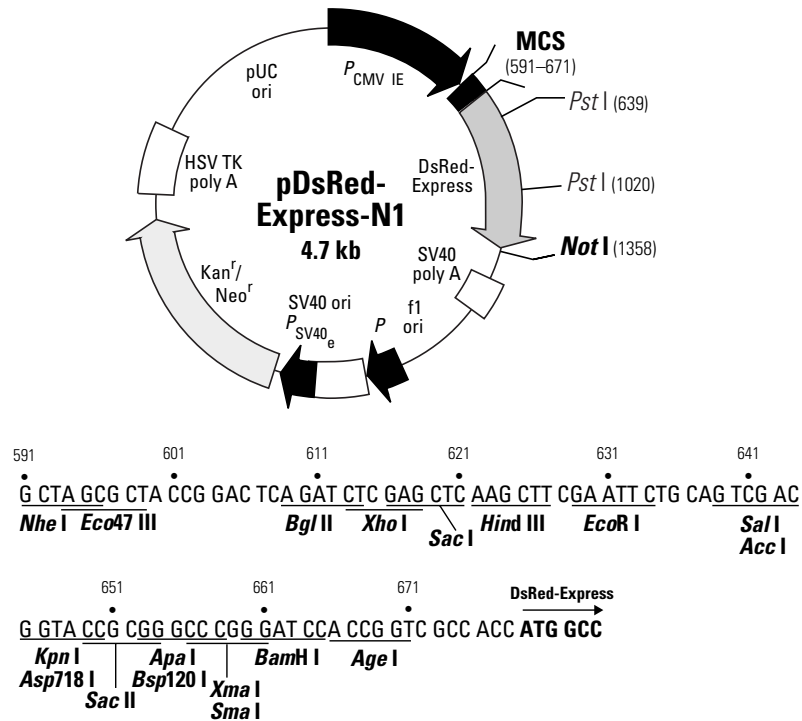 MCS
(591–671)
P CMV IE
pUC
ori
Pst I (639)
HSV TK
poly A
DsRed-
Express
pDsRed-
Express-N1
4.7 kb
Pst I (1020)
Not I (1358)
SV40
poly A
Kanr/
Neor
SV40 ori
P SV40e
P
f1
ori
591 601 611 621 631 641
G CTA GCG CTA CCG GAC TCA GAT CTC GAG CTC AAG CTT CGA ATT CTG CAG TCG AC
Nhe I Eco47 III Bgl II Xho I Sac I Hind III EcoR I Sal I
Acc I
651 661 671 DsRed-Express
G GTA CCG CGG GCC CGG GAT CCA CCG GTC GCC ACC ATG GCC
Kpn I Apa I BamH I Age I
Asp718 I Bsp120 I
Sac II Xma I
Sma I